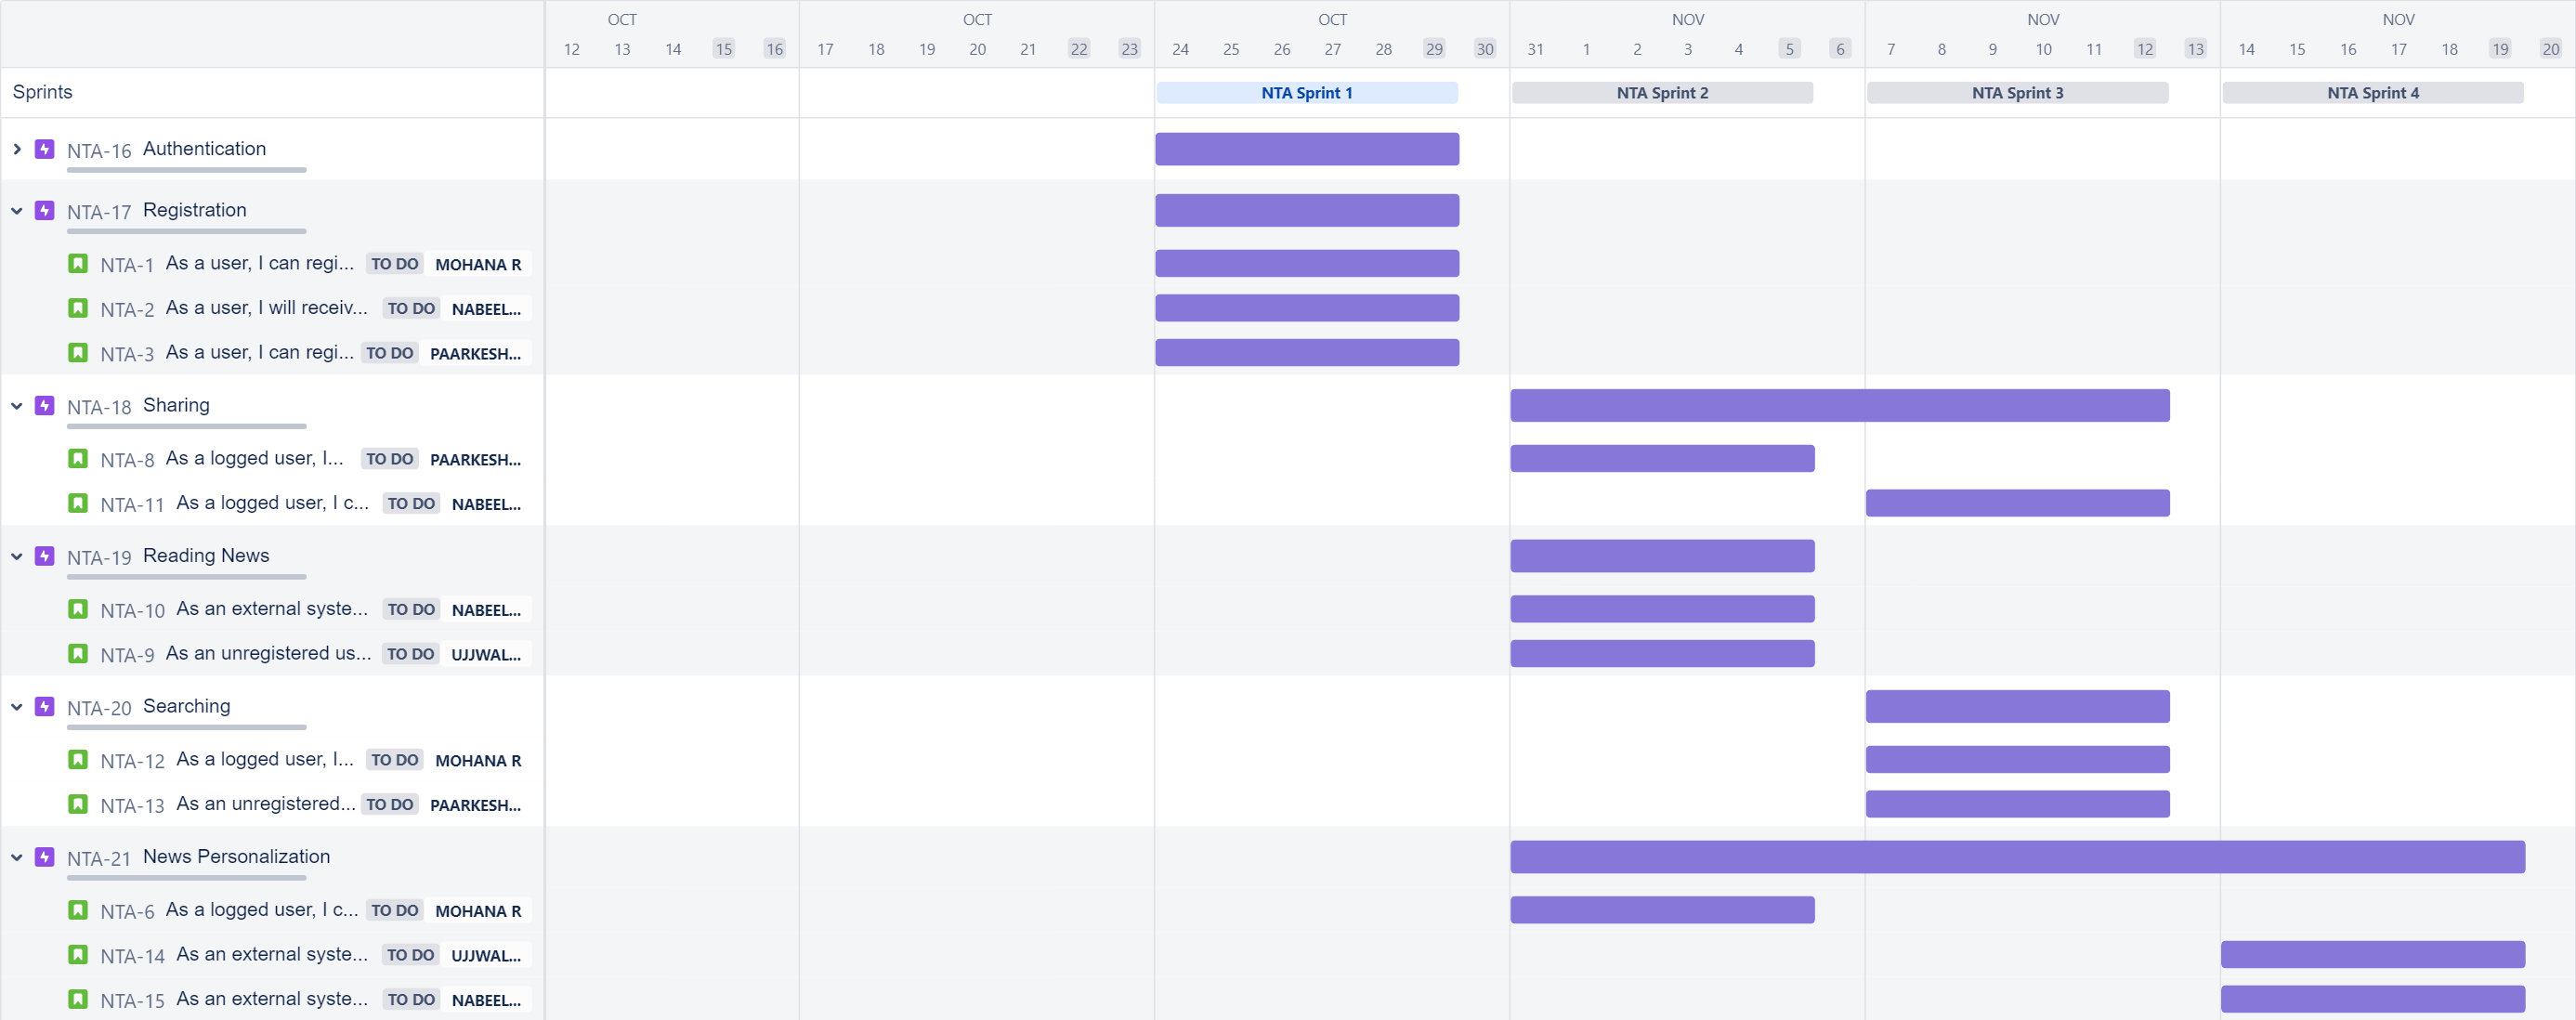 OCT OCT OCT NOV NOV NOV
12 13 14 15 16 17 18 19 20 21 22 23 24 25 26 27 28 29 30 31 1 2 3 4 5 6 7 8 9 10 11 12 13 14 15 16 17 18 19 20
Sprints NTA Sprint 1 NTA Sprint 2 NTA Sprint 3 NTA Sprint 4
NTA-16 Authentication
NTA-17 Registration
NTA-1 As a user, I can regi... TO DO MOHANA R
NTA-2 As a user, I will receiv... TO DO NABEEL...
NTA-3 As a user, I can regi... TO DO PAARKESH...
NTA-18 Sharing
NTA-8 As a logged user, I... TO DO PAARKESH...
NTA-11 As a logged user, I c... TO DO NABEEL...
NTA-19 Reading News
NTA-10 As an external syste... TO DO NABEEL...
NTA-9 As an unregistered us... TO DO UJJWAL...
NTA-20 Searching
NTA-12 As a logged user, I... TO DO MOHANA R
NTA-13 As an unregistered... TO DO PAARKESH...
NTA-21 News Personalization
NTA-6 As a logged user, I c... TO DO MOHANA R
NTA-14 As an external syste... TO DO UJJWAL...
NTA-15 As an external syste... TO DO NABEEL...